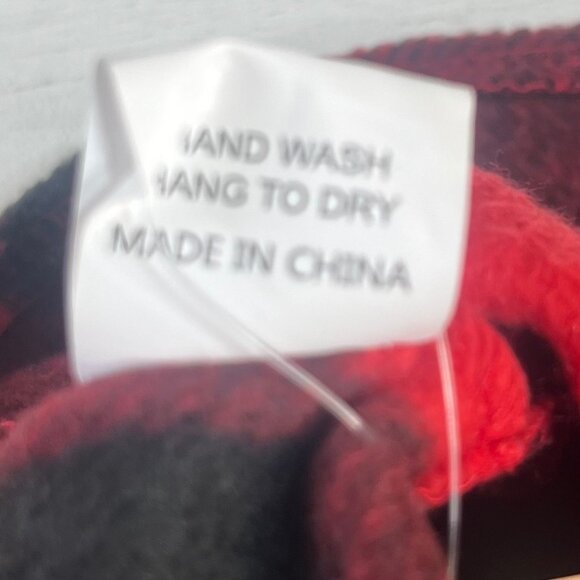 HAND WASH
HANG TO DRY
MADE IN CHINA